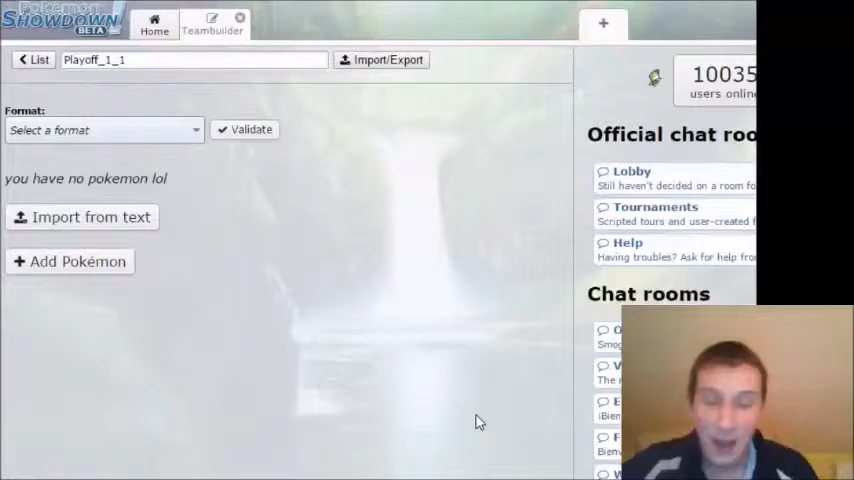 Pokémon
SHOWDOWN!
BETA
Home
Teambuilder
+
List
Playoff_1_1
Import/Export
10035
users online
Format:
Select a format
Validate
Official chat roo
you have no pokemon lol
Lobby
Still haven't decided on a room fo
Import from text
Tournaments
Scripted tours and user-created f
Help
Having troubles? Ask for help fro
+ Add Pokémon
Chat rooms
O
Smog
V
The r
E
¡Bien
F
Bienv
W